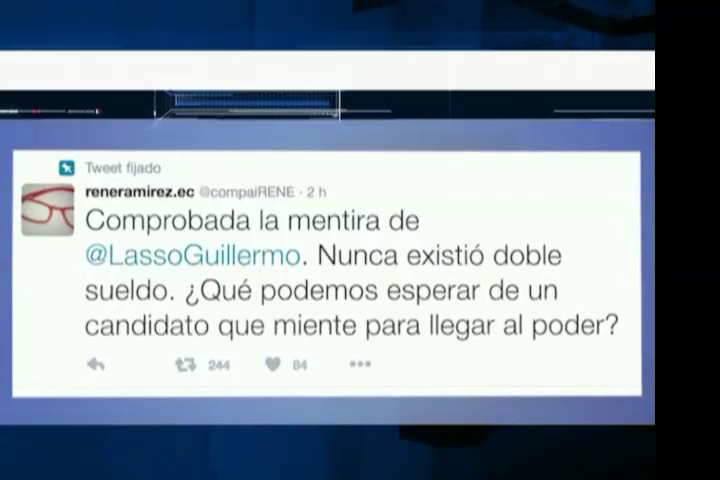 Tweet fijado
reneramirez.ec @compaiRENE · 2 h
Comprobada la mentira de
@LassoGuillermo. Nunca existió doble
sueldo. ¿Qué podemos esperar de un
candidato que miente para llegar al poder?
244 84